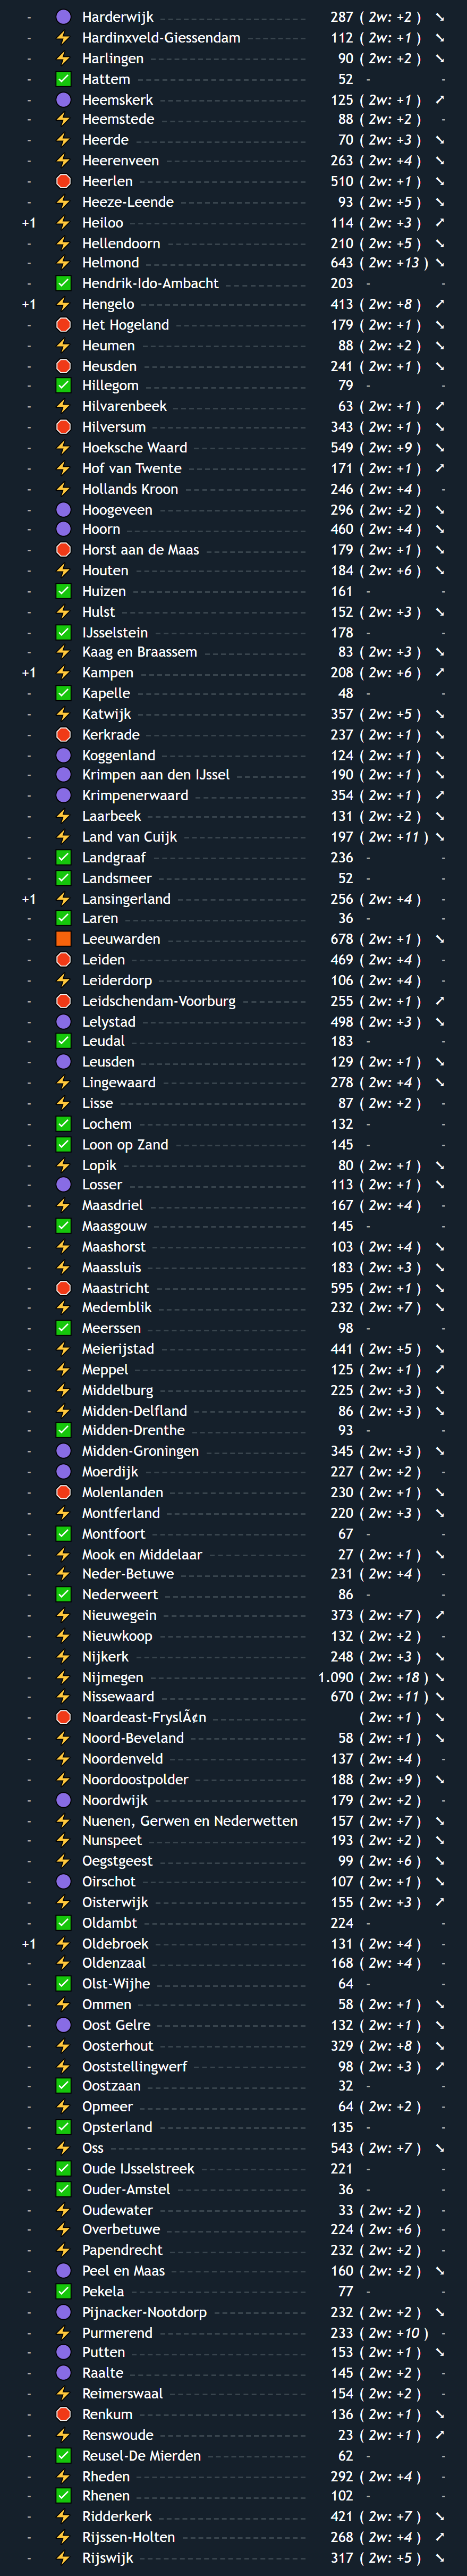 - Harderwijk 287 ( 2w: +2 ) ↘
- Hardinxveld-Giessendam 112 ( 2w: +1 ) ↘
- Harlingen 90 ( 2w: +2 ) ↘
- Hattem 52 - -
- Heemskerk 125 ( 2w: +1 ) ↗
- Heemstede 88 ( 2w: +2 ) -
- Heerde 70 ( 2w: +3 ) ↘
- Heerenveen 263 ( 2w: +4 ) ↘
- Heerlen 510 ( 2w: +1 ) ↘
- Heeze-Leende 93 ( 2w: +5 ) ↘
+1 Heiloo 114 ( 2w: +3 ) ↗
- Hellendoorn 210 ( 2w: +5 ) ↘
- Helmond 643 ( 2w: +13 ) ↘
- Hendrik-Ido-Ambacht 203 - -
+1 Hengelo 413 ( 2w: +8 ) ↗
- Het Hogeland 179 ( 2w: +1 ) ↘
- Heumen 88 ( 2w: +2 ) ↘
- Heusden 241 ( 2w: +1 ) ↘
- Hillegom 79 - -
- Hilvarenbeek 63 ( 2w: +1 ) ↗
- Hilversum 343 ( 2w: +1 ) ↘
- Hoeksche Waard 549 ( 2w: +9 ) ↘
- Hof van Twente 171 ( 2w: +1 ) ↗
- Hollands Kroon 246 ( 2w: +4 ) -
- Hoogeveen 296 ( 2w: +2 ) ↘
- Hoorn 460 ( 2w: +4 ) ↘
- Horst aan de Maas 179 ( 2w: +1 ) ↘
- Houten 184 ( 2w: +6 ) ↘
- Huizen 161 - -
- Hulst 152 ( 2w: +3 ) ↘
- IJsselstein 178 - -
- Kaag en Braassem 83 ( 2w: +3 ) ↘
+1 Kampen 208 ( 2w: +6 ) ↗
- Kapelle 48 - -
- Katwijk 357 ( 2w: +5 ) ↘
- Kerkrade 237 ( 2w: +1 ) ↘
- Koggenland 124 ( 2w: +1 ) ↘
- Krimpen aan den IJssel 190 ( 2w: +1 ) ↘
- Krimpenerwaard 354 ( 2w: +1 ) ↗
- Laarbeek 131 ( 2w: +2 ) ↘
- Land van Cuijk 197 ( 2w: +11 ) ↘
- Landgraaf 236 - -
- Landsmeer 52 - -
+1 Lansingerland 256 ( 2w: +4 ) -
- Laren 36 - -
- Leeuwarden 678 ( 2w: +1 ) ↘
- Leiden 469 ( 2w: +4 ) -
- Leiderdorp 106 ( 2w: +4 ) -
- Leidschendam-Voorburg 255 ( 2w: +1 ) ↗
- Lelystad 498 ( 2w: +3 ) ↘
- Leudal 183 - -
- Leusden 129 ( 2w: +1 ) ↘
- Lingewaard 278 ( 2w: +4 ) ↘
- Lisse 87 ( 2w: +2 ) -
- Lochem 132 - -
- Loon op Zand 145 - -
- Lopik 80 ( 2w: +1 ) ↘
- Losser 113 ( 2w: +1 ) ↘
- Maasdriel 167 ( 2w: +4 ) -
- Maasgouw 145 - -
- Maashorst 103 ( 2w: +4 ) ↘
- Maassluis 183 ( 2w: +3 ) ↘
- Maastricht 595 ( 2w: +1 ) ↘
- Medemblik 232 ( 2w: +7 ) ↘
- Meerssen 98 - -
- Meierijstad 441 ( 2w: +5 ) ↘
- Meppel 125 ( 2w: +1 ) ↗
- Middelburg 225 ( 2w: +3 ) ↘
- Midden-Delfland 86 ( 2w: +3 ) ↘
- Midden-Drenthe 93 - -
- Midden-Groningen 345 ( 2w: +3 ) ↘
- Moerdijk 227 ( 2w: +2 ) -
- Molenlanden 230 ( 2w: +1 ) ↘
- Montferland 220 ( 2w: +3 ) ↘
- Montfoort 67 - -
- Mook en Middelaar 27 ( 2w: +1 ) ↘
- Neder-Betuwe 231 ( 2w: +4 ) -
- Nederweert 86 - -
- Nieuwegein 373 ( 2w: +7 ) ↗
- Nieuwkoop 132 ( 2w: +2 ) -
- Nijkerk 248 ( 2w: +3 ) ↘
- Nijmegen 1.090 ( 2w: +18 ) ↘
- Nissewaard 670 ( 2w: +11 ) ↘
- Noardeast-FryslÃ¢n ( 2w: +1 ) ↘
- Noord-Beveland 58 ( 2w: +1 ) ↘
- Noordenveld 137 ( 2w: +4 ) -
- Noordoostpolder 188 ( 2w: +9 ) ↘
- Noordwijk 179 ( 2w: +2 ) -
- Nuenen, Gerwen en Nederwetten 157 ( 2w: +7 ) ↘
- Nunspeet 193 ( 2w: +2 ) ↘
- Oegstgeest 99 ( 2w: +6 ) ↘
- Oirschot 107 ( 2w: +1 ) ↘
- Oisterwijk 155 ( 2w: +3 ) ↗
- Oldambt 224 - -
+1 Oldebroek 131 ( 2w: +4 ) -
- Oldenzaal 168 ( 2w: +4 ) ↘
- Olst-Wijhe 64 - -
- Ommen 58 ( 2w: +1 ) ↘
- Oost Gelre 132 ( 2w: +1 ) ↘
- Oosterhout 329 ( 2w: +8 ) ↘
- Ooststellingwerf 98 ( 2w: +3 ) ↗
- Oostzaan 32 - -
- Opmeer 64 ( 2w: +2 ) -
- Opsterland 135 - -
- Oss 543 ( 2w: +7 ) ↘
- Oude IJsselstreek 221 - -
- Ouder-Amstel 36 - -
- Oudewater 33 ( 2w: +2 ) -
- Overbetuwe 224 ( 2w: +6 ) -
- Papendrecht 232 ( 2w: +2 ) -
- Peel en Maas 160 ( 2w: +2 ) ↘
- Pekela 77 - -
- Pijnacker-Nootdorp 232 ( 2w: +2 ) ↘
- Purmerend 233 ( 2w: +10 ) -
- Putten 153 ( 2w: +1 ) ↘
- Raalte 145 ( 2w: +2 ) -
- Reimerswaal 154 ( 2w: +2 ) -
- Renkum 136 ( 2w: +1 ) ↘
- Renswoude 23 ( 2w: +1 ) ↗
- Reusel-De Mierden 62 - -
- Rheden 292 ( 2w: +4 ) -
- Rhenen 102 - -
- Ridderkerk 421 ( 2w: +7 ) ↘
- Rijssen-Holten 268 ( 2w: +4 ) ↗
- Rijswijk 317 ( 2w: +5 ) ↘